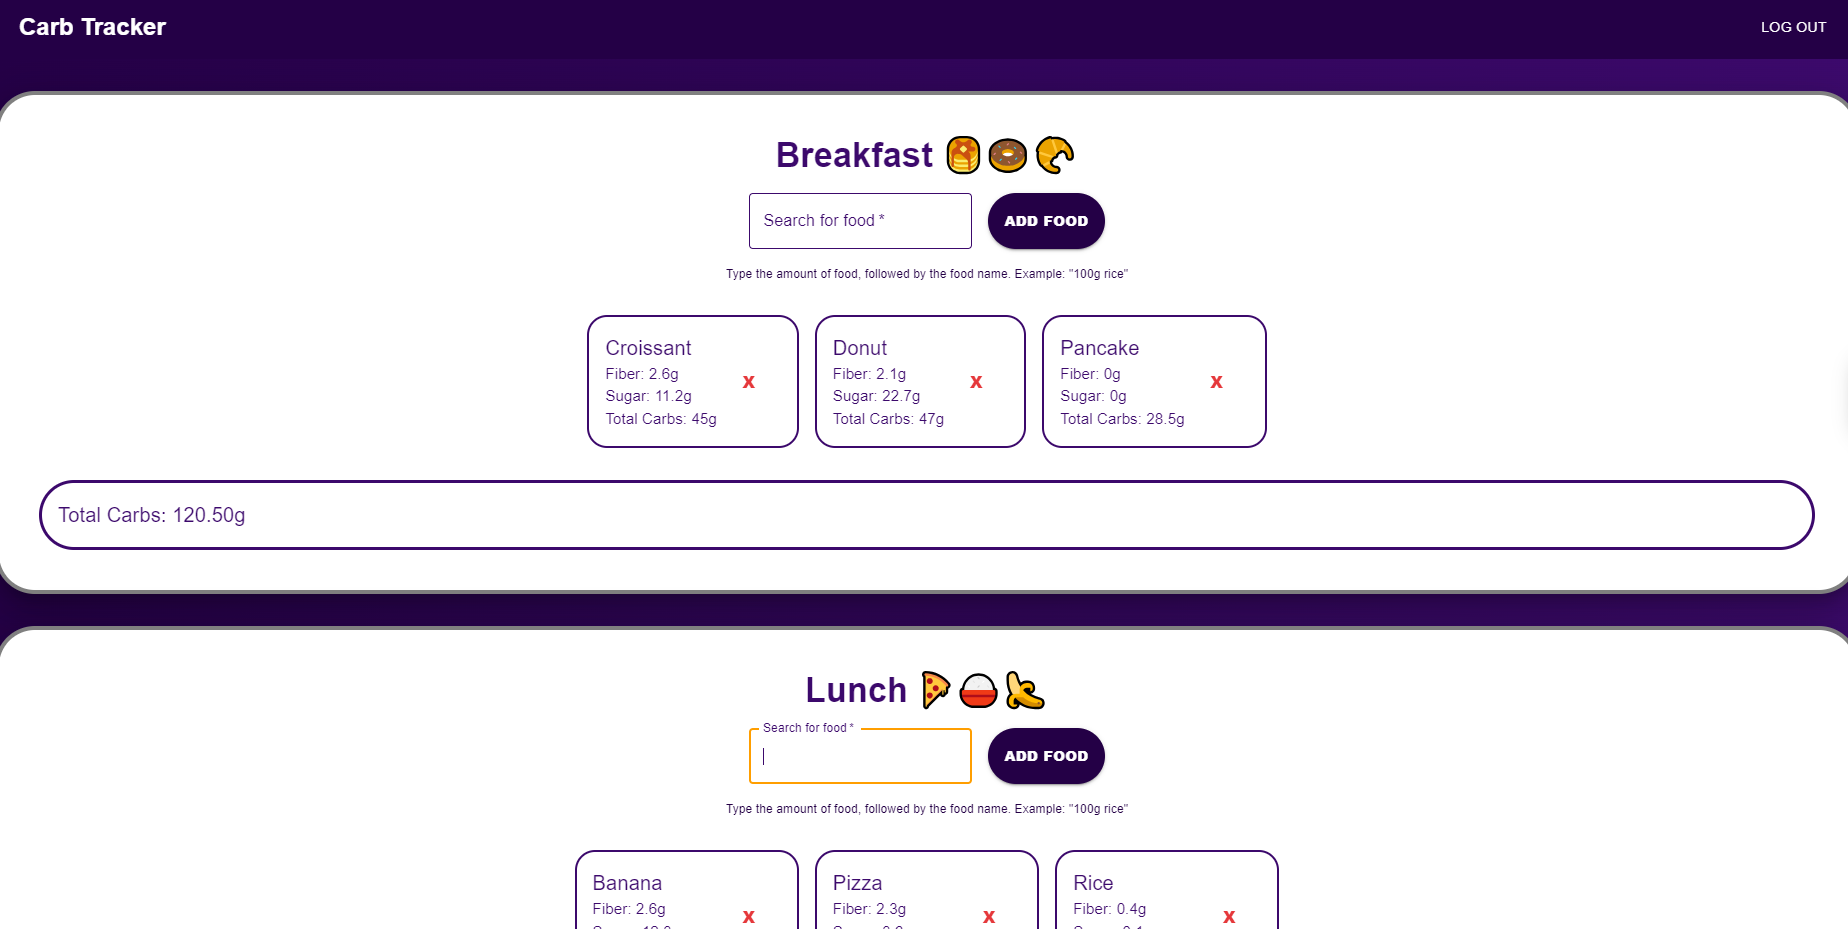 Carb Tracker
LOG OUT
Breakfast
Search for food *
ADD FOOD
Type the amount of food, followed by the food name. Example: "100g rice"
Croissant
Fiber: 2.6g
Sugar: 11.2g
Total Carbs: 45g
X
Donut
Fiber: 2.1g
Sugar: 22.7g
Total Carbs: 47g
X
Pancake
Fiber: 0g
Sugar: 0g
Total Carbs: 28.5g
X
Total Carbs: 120.50g
Lunch
Search for food *
ADD FOOD
Type the amount of food, followed by the food name. Example: "100g rice"
Banana
Fiber: 2.6g
X
Pizza
Fiber: 2.3g
X
Rice
Fiber: 0.4g
X